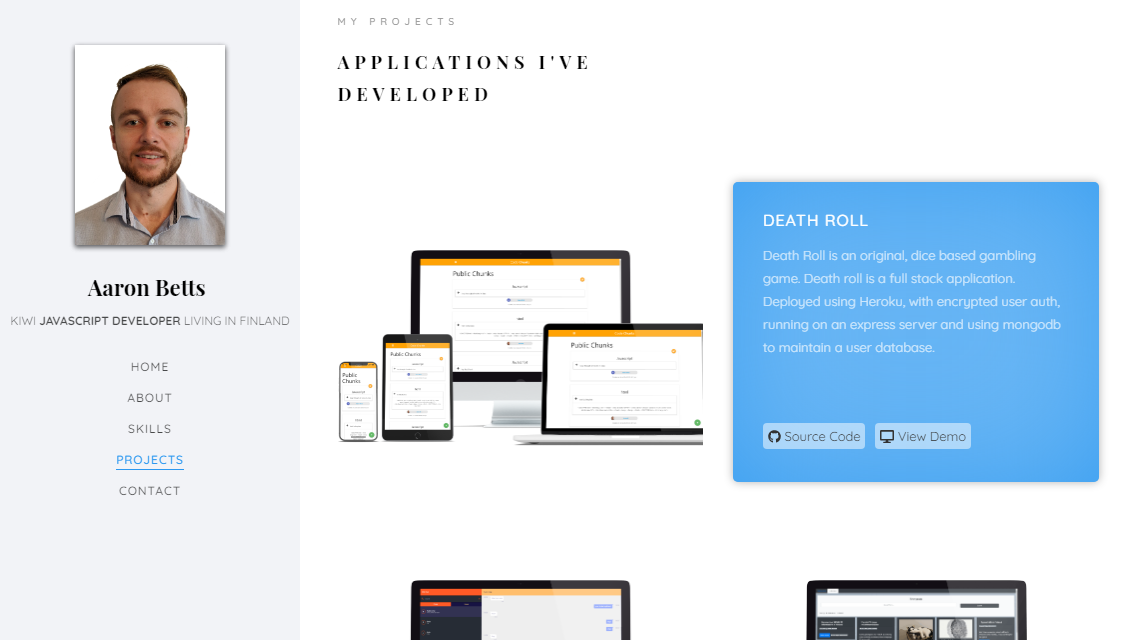 Aaron Betts
KIWI JAVASCRIPT DEVELOPER LIVING IN FINLAND
HOME
ABOUT
SKILLS
PROJECTS
CONTACT
MY PROJECTS
APPLICATIONS I'VE
DEVELOPED
Public Chunks
Public Chunks
Public Chunks
Public
Chunks
DEATH ROLL
Death Roll is an original, dice based gambling
game. Death roll is a full stack application.
Deployed using Heroku, with encrypted user auth,
running on an express server and using mongodb
to maintain a user database.
Source Code
View Demo